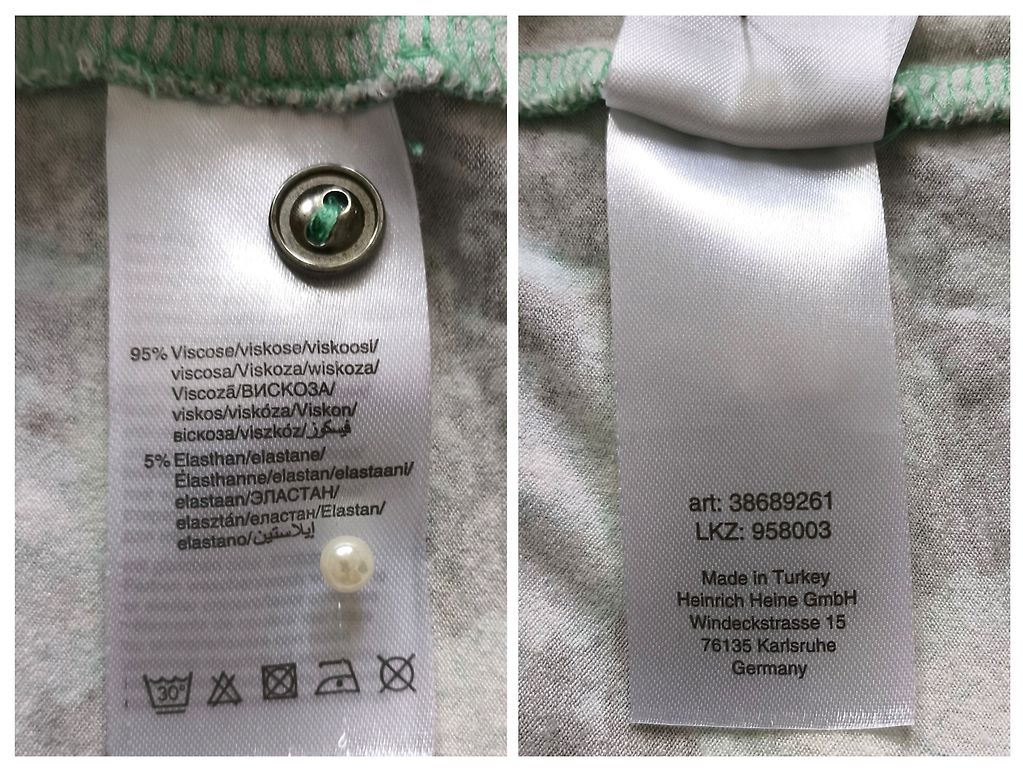 95% Viscose/viskose/viskoosi/
viscosa/Viskoza/wiskoza/
Viscoză/ВИСКОЗА/
viskos/viskóza/Viskon/
віскоза/viszkóz/فيسكوز
5% Elasthan/elastane/
Élasthanne/elastan/elastaani/
elastaan/ЭЛАСТАН/
elasztán/еластан/Elastan/
elastano/إيلاستين
30°
art: 38689261
LKZ: 958003
Made in Turkey
Heinrich Heine GmbH
Windeckstrasse 15
76135 Karlsruhe
Germany